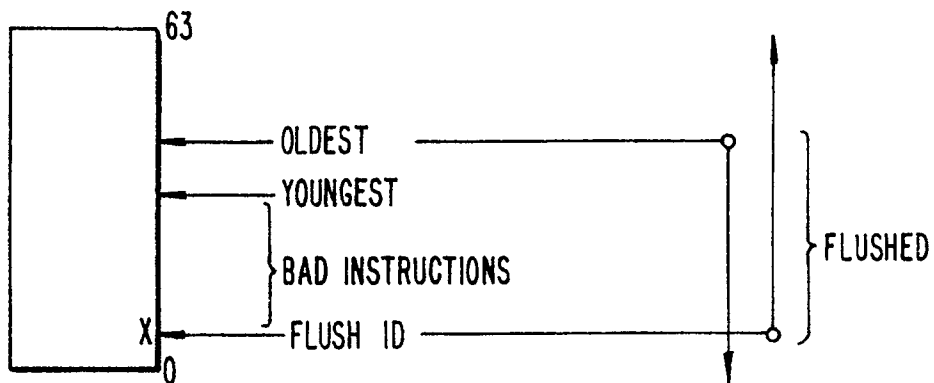 63
OLDEST
YOUNGEST
BAD INSTRUCTIONS
FLUSHED
X
FLUSH ID
0